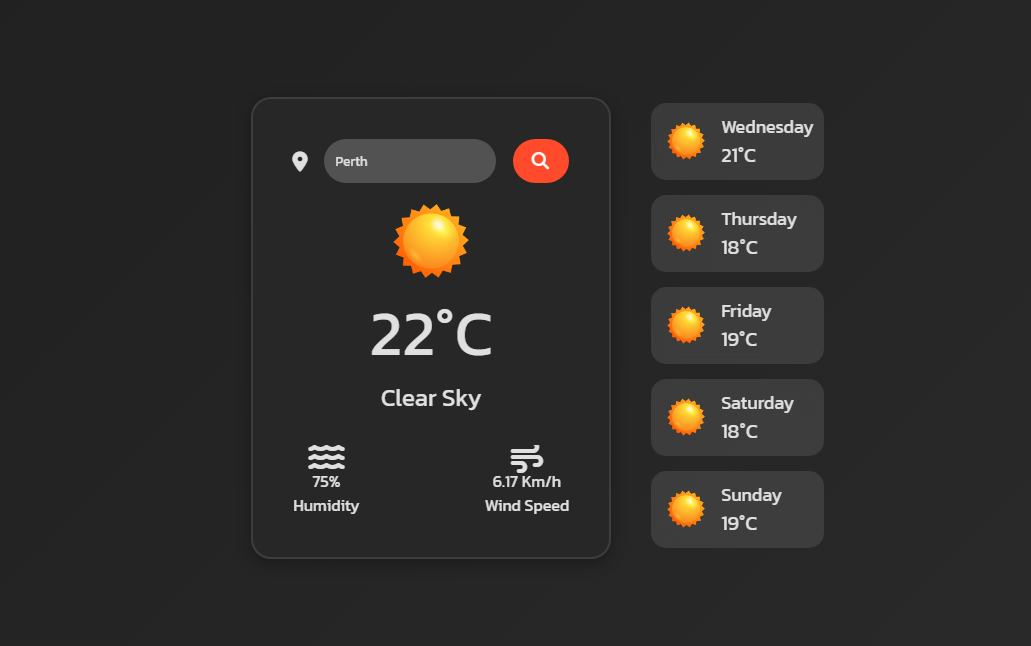 Perth
22°C
Clear Sky
75%
Humidity
6.17 Km/h
Wind Speed
Wednesday
21°C
Thursday
18°C
Friday
19°C
Saturday
18°C
Sunday
19°C